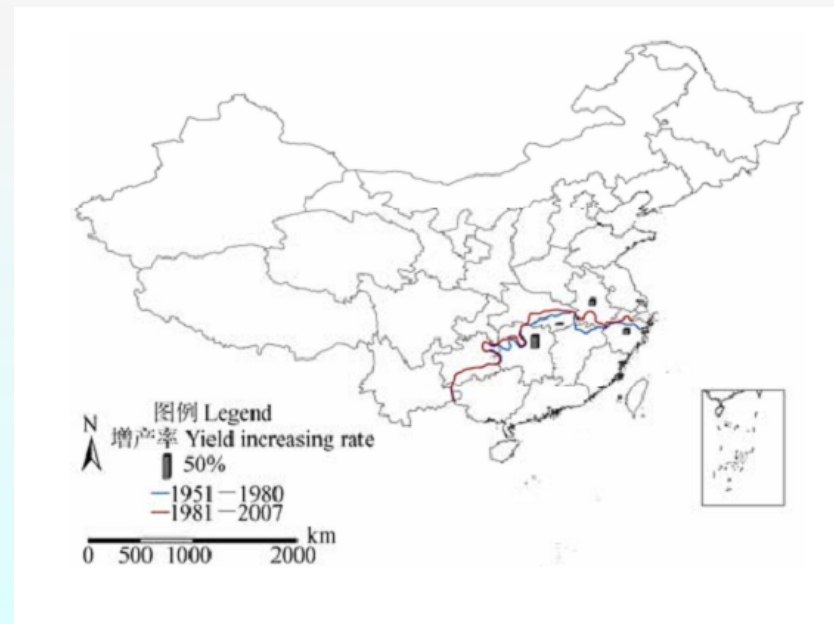 N
图例 Legend
增产率 Yield increasing rate
50%
1951－1980
1981－2007
km
0 500 1000 2000